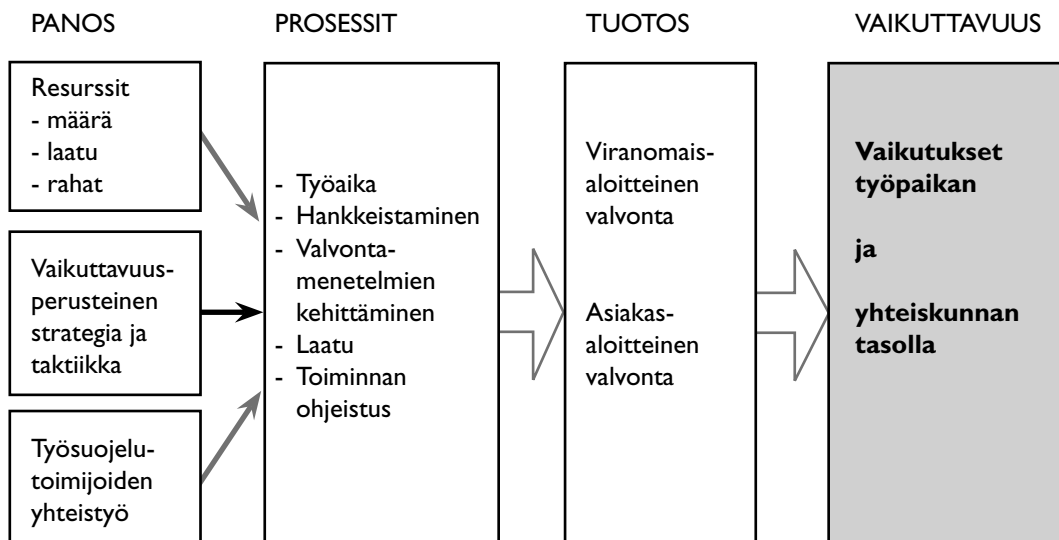 PANOS
Resurssit
- määrä
- laatu
- rahat
Vaikuttavuus-
perusteinen
strategia ja
taktiikka
Työsuojelu-
toimijoiden
yhteistyö
PROSESSIT
- Työaika
- Hankkeistaminen
- Valvonta-
menetelmien
kehittäminen
- Laatu
- Toiminnan
ohjeistus
TUOTOS
Viranomais-
aloitteinen
valvonta
Asiakas-
aloitteinen
valvonta
VAIKUTTAVUUS
Vaikutukset
työpaikan
ja
yhteiskunnan
tasolla